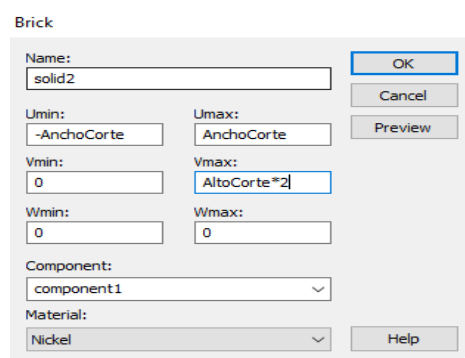 Brick
Name:
solid2
OK
Cancel
Umin:
Umax:
-AnchoCorte
AnchoCorte
Preview
Vmin:
Vmax:
0
AltoCorte*2
Wmin:
Wmax:
0
0
Component:
component1
Material:
Nickel
Help